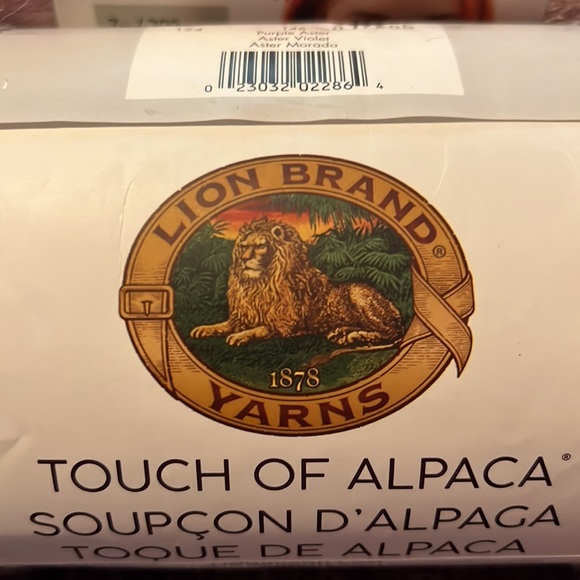 Purple Aster
Aster Violet
Aster Morada
0 23032 02286 4
LION BRAND®
1878
YARNS
TOUCH OF ALPACA®
SOUPÇON D'ALPAGA
TOQUE DE ALPACA